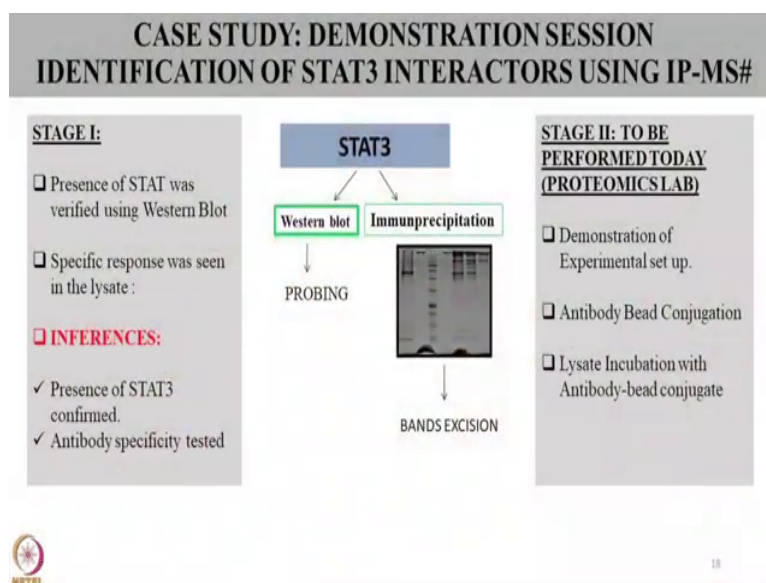 CASE STUDY: DEMONSTRATION SESSION
IDENTIFICATION OF STAT3 INTERACTORS USING IP-MS#
STAGE I:
❑ Presence of STAT was
verified using Western Blot
❑ Specific response was seen
in the lysate :
❑ INFERENCES:
✓ Presence of STAT3
confirmed.
✓ Antibody specificity tested
STAT3
Western blot
Immunprecipitation
PROBING
BANDS EXCISION
STAGE II: TO BE
PERFORMED TODAY
(PROTEOMICS LAB)
❑ Demonstration of
Experimental set up.
❑ Antibody Bead Conjugation
❑ Lysate Incubation with
Antibody-bead conjugate
NPTEL
18